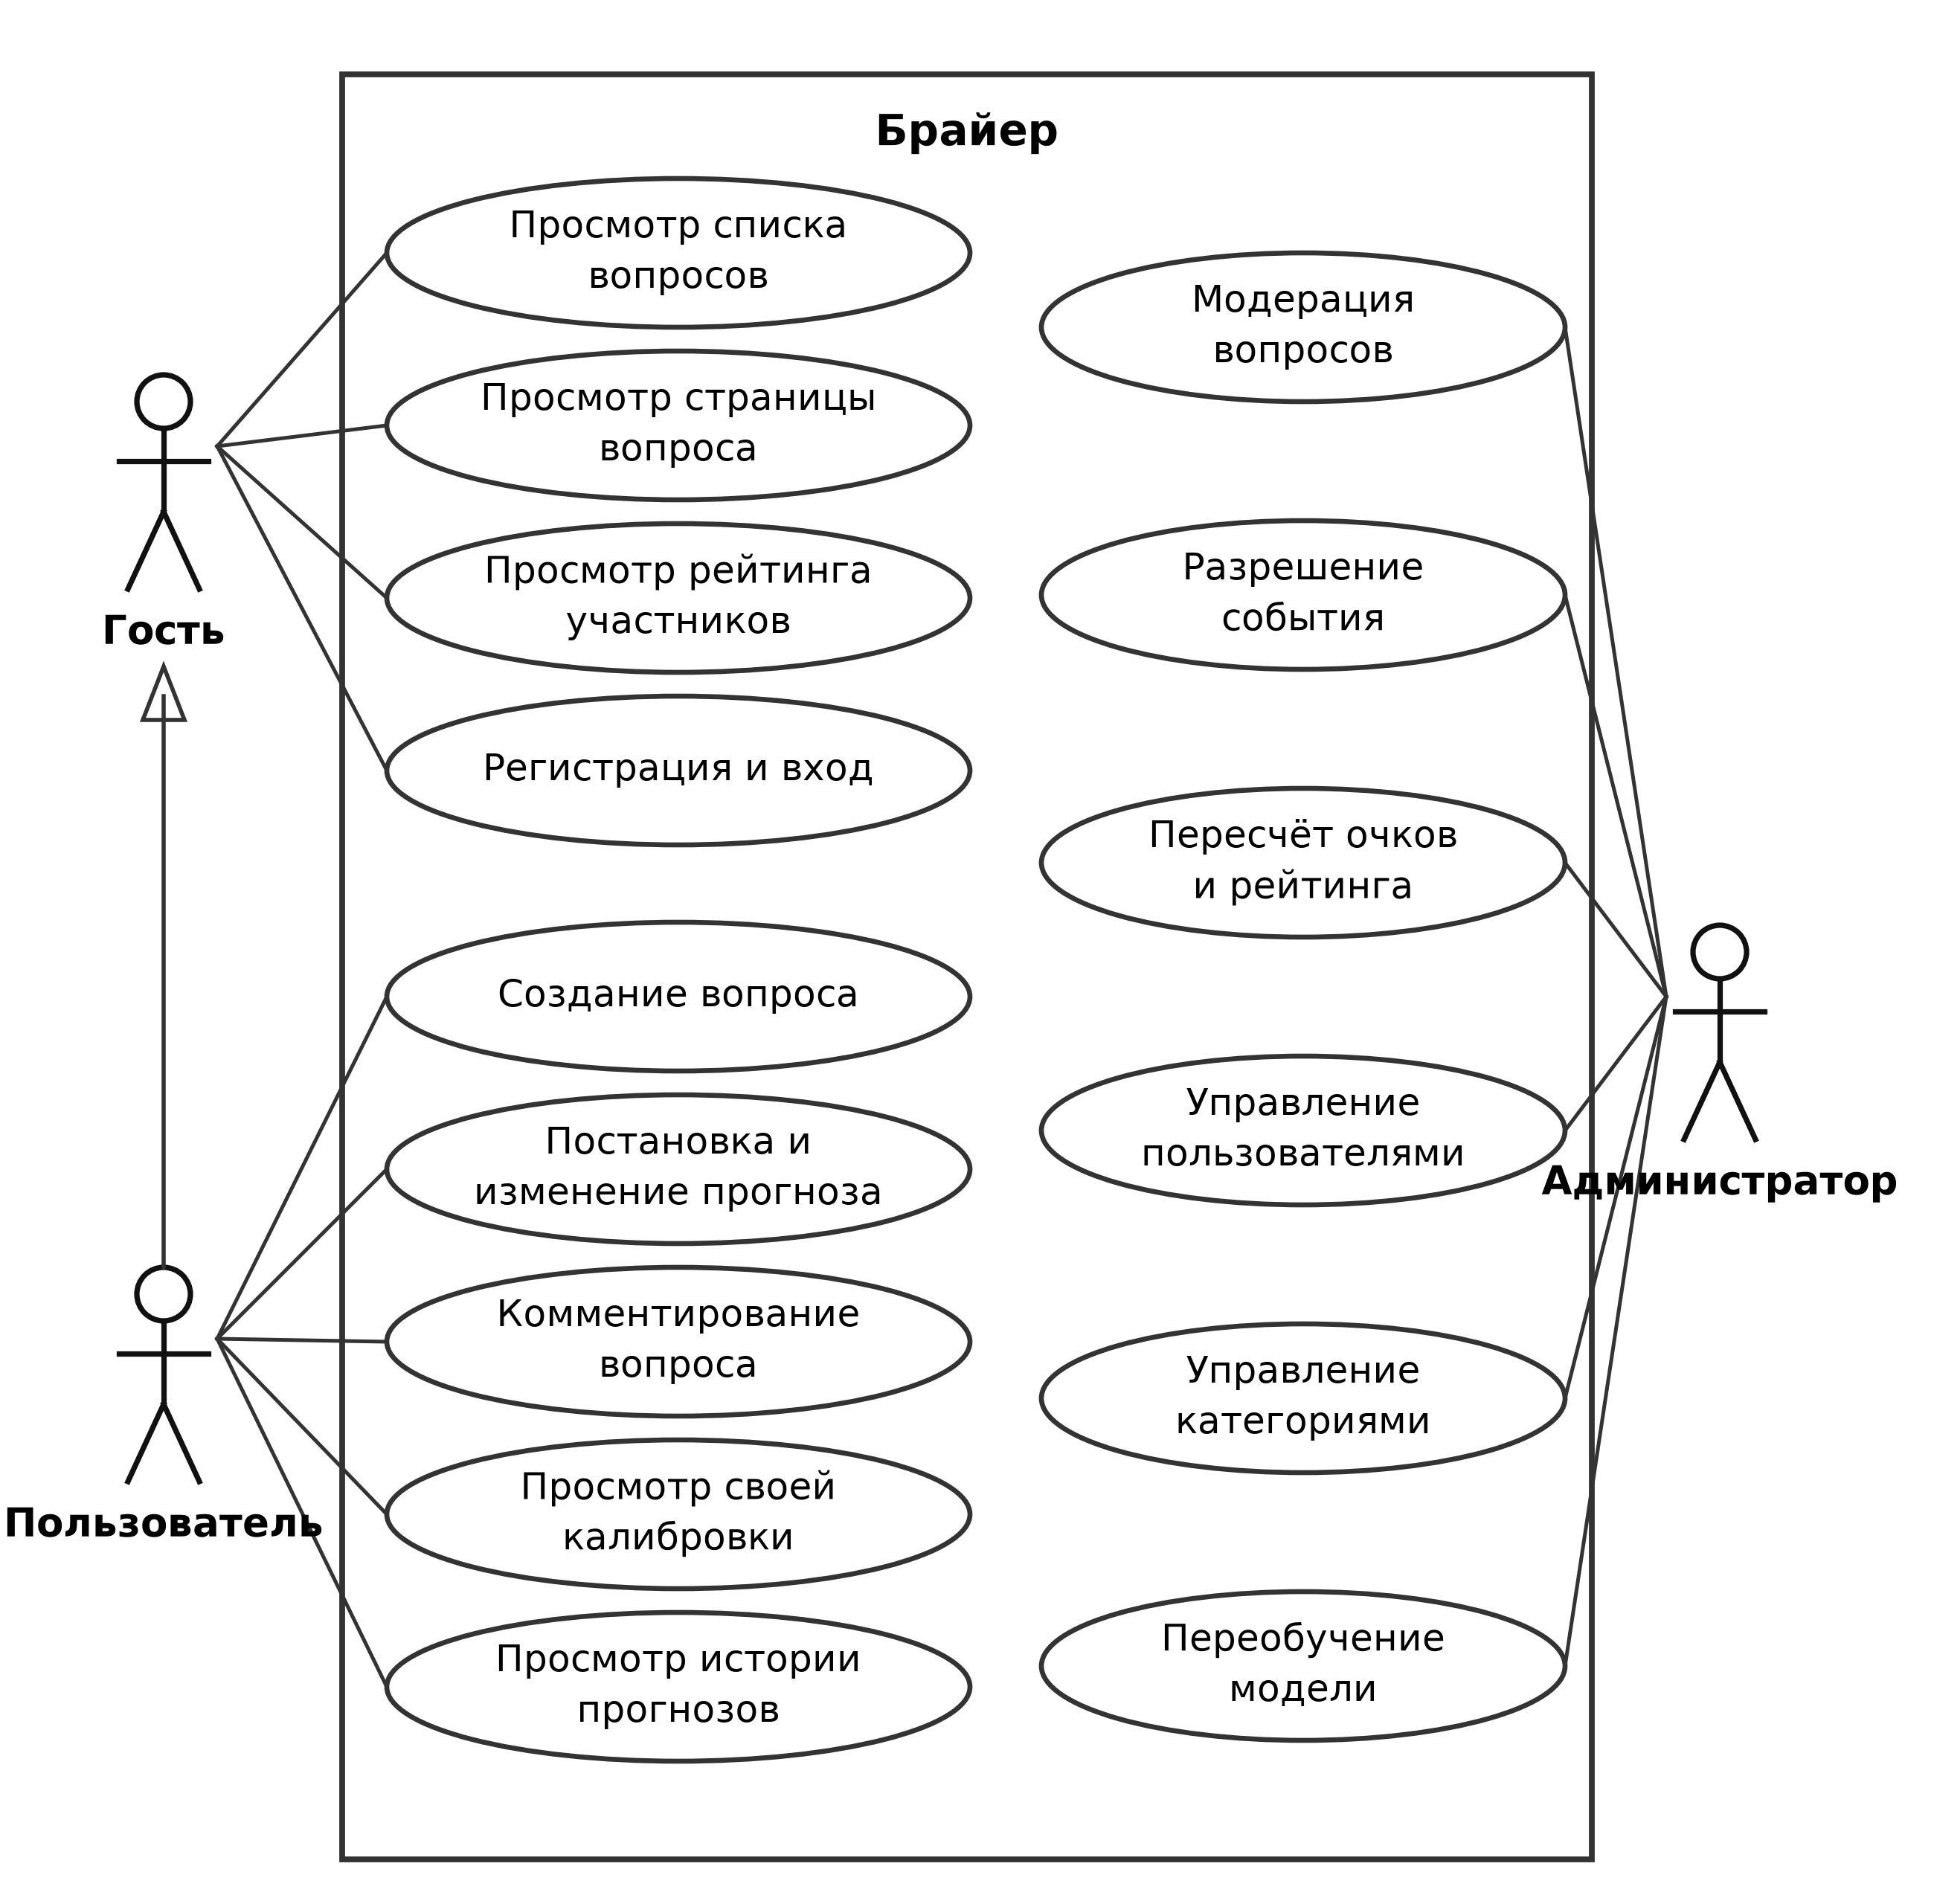 Брайер
Просмотр списка
вопросов
Просмотр страницы
вопроса
Просмотр рейтинга
участников
Регистрация и вход
Создание вопроса
Постановка и
изменение прогноза
Комментирование
вопроса
Просмотр своей
калибровки
Просмотр истории
прогнозов
Модерация
вопросов
Разрешение
события
Пересчёт очков
и рейтинга
Управление
пользователями
Управление
категориями
Переобучение
модели
Гость
Пользователь
Администратор